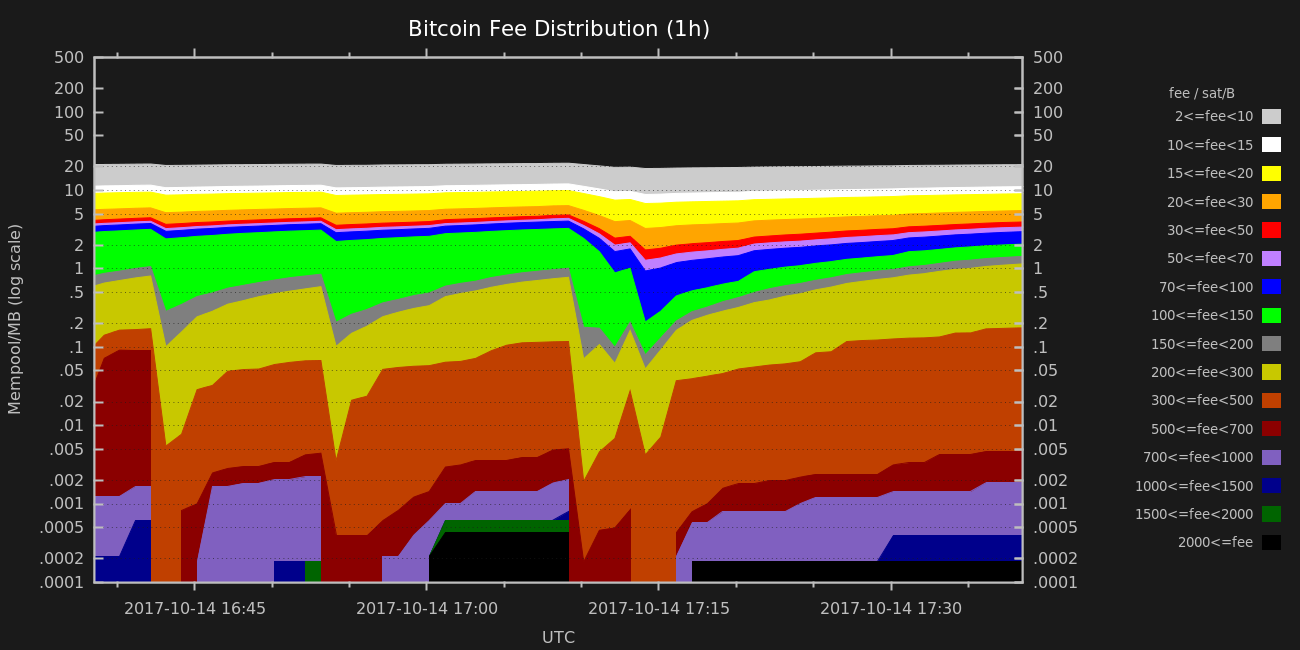 Bitcoin Fee Distribution (1h)
Mempool/MB (log scale)
500
200
100
50
20
10
5
2
1
.5
.2
.1
.05
.02
.01
.005
.002
.001
.0005
.0002
.0001
500
200
100
50
20
10
5
2
1
.5
.2
.1
.05
.02
.01
.005
.002
.001
.0005
.0002
.0001
2017-10-14 16:45
2017-10-14 17:00
2017-10-14 17:15
2017-10-14 17:30
UTC
fee / sat/B
2<=fee<10
10<=fee<15
15<=fee<20
20<=fee<30
30<=fee<50
50<=fee<70
70<=fee<100
100<=fee<150
150<=fee<200
200<=fee<300
300<=fee<500
500<=fee<700
700<=fee<1000
1000<=fee<1500
1500<=fee<2000
2000<=fee